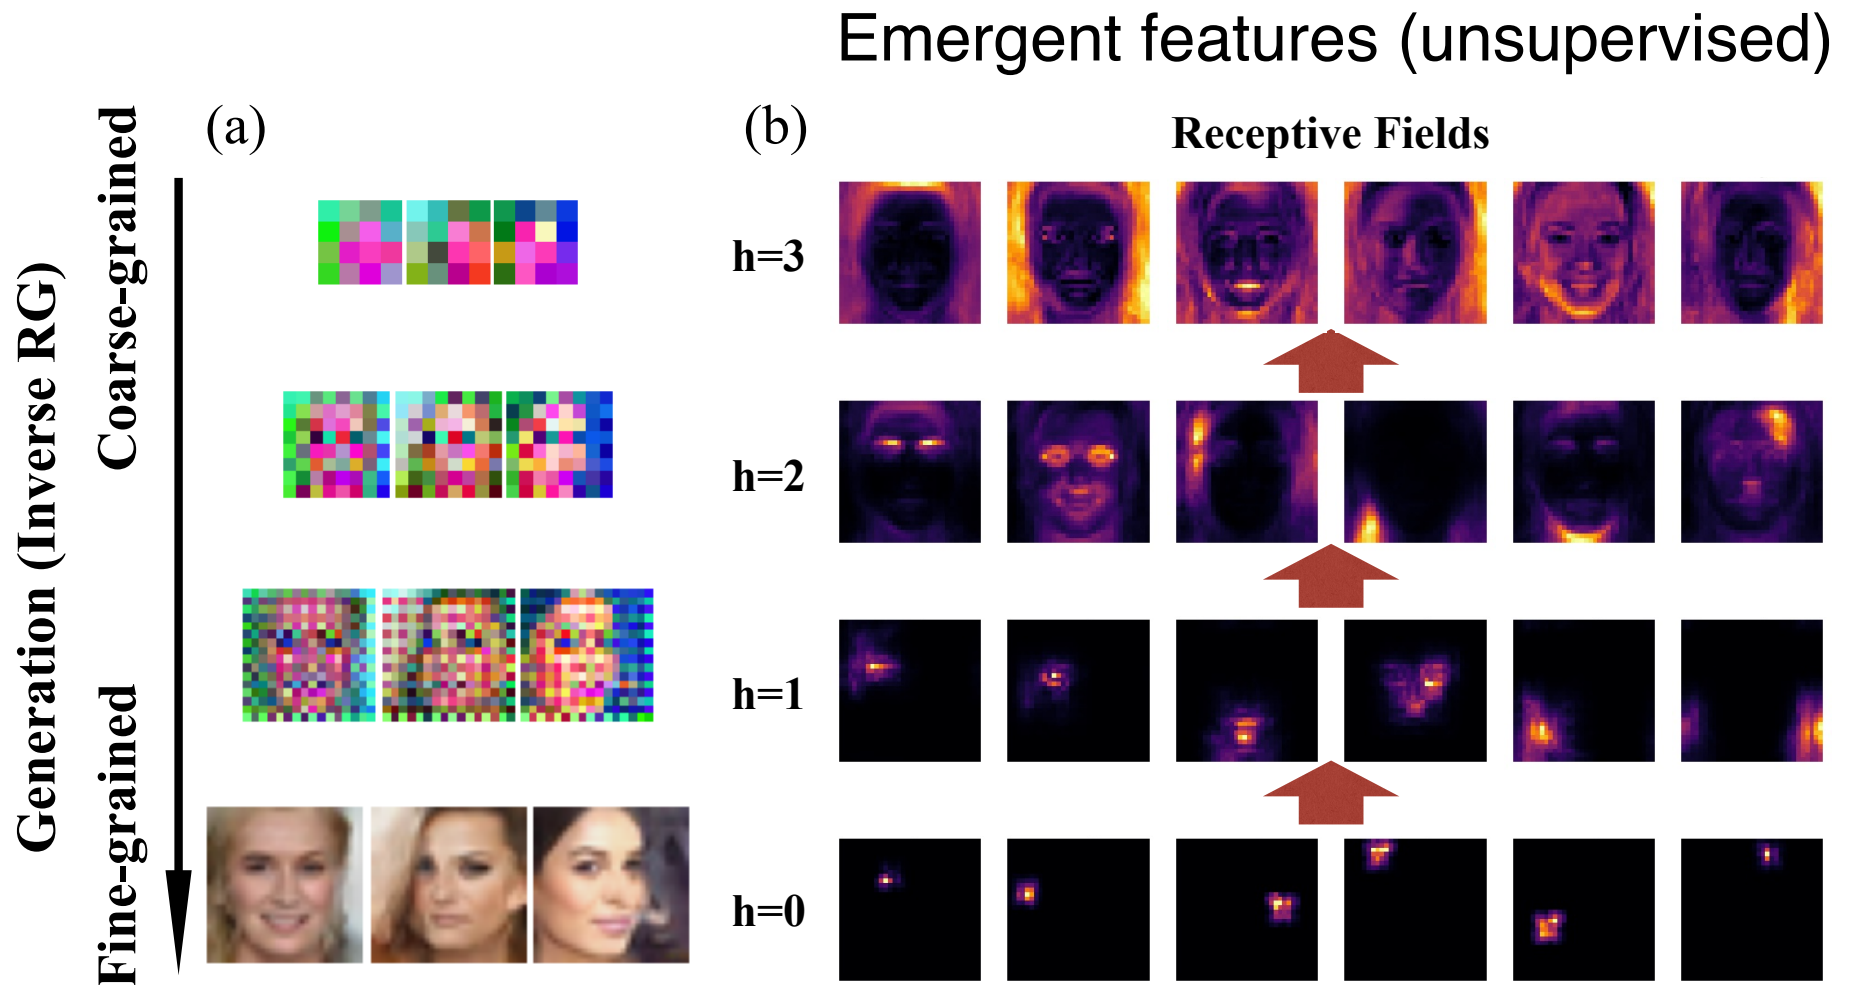 Emergent features (unsupervised)
(a)
(b)
Receptive Fields
Generation (Inverse RG)
Coarse-grained
Fine-grained
h=3
h=2
h=1
h=0